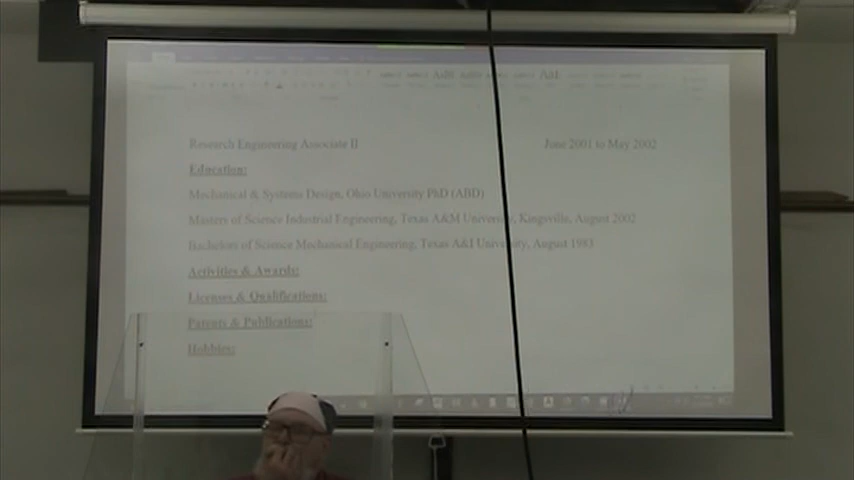 Research Engineering Associate II June 2001 to May 2002
Education:
Mechanical & Systems Design, Ohio University PhD (ABD)
Masters of Science Industrial Engineering, Texas A&M University, Kingsville, August 2002
Bachelors of Science Mechanical Engineering, Texas A&I University, August 1983
Activities & Awards:
Licenses & Qualifications:
Patents & Publications:
Hobbies: